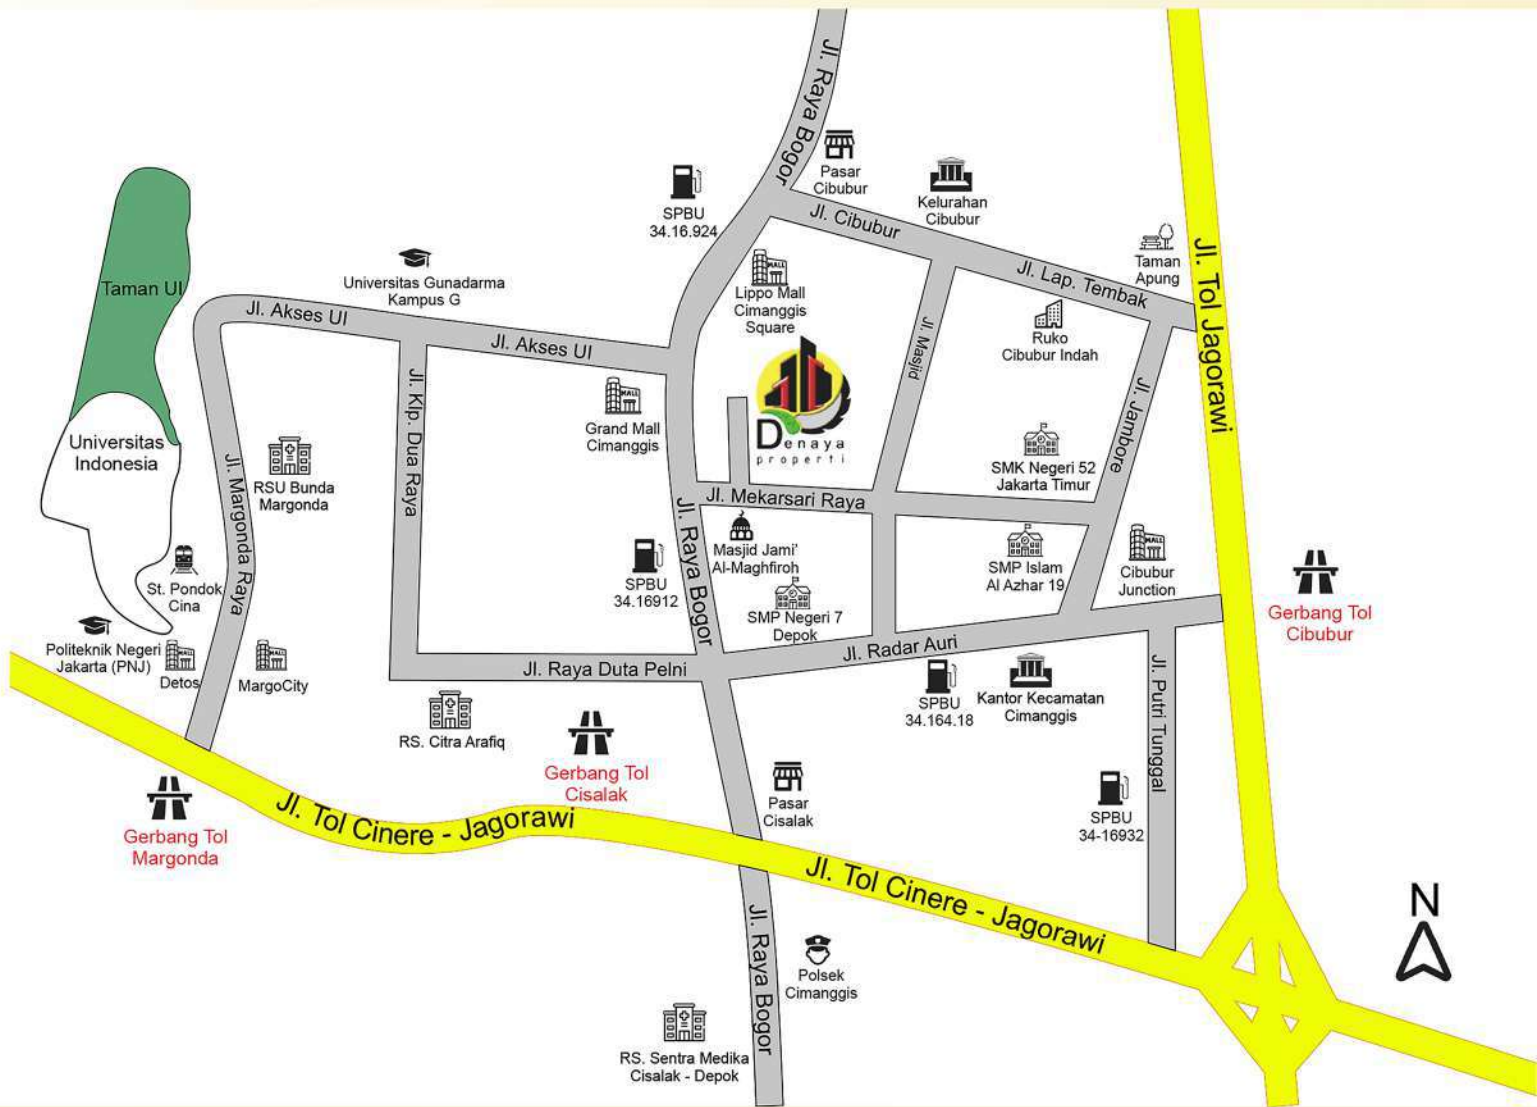 Jl. Raya Bogor
Pasar
Cibubur
SPBU
34.16.924
Kelurahan
Cibubur
Jl. Cibubur
Taman
Apung
Jl. Lap. Tembak
Jl. Tol Jagorawi
Universitas Gunadarma
Kampus G
Taman UI
Jl. Akses UI
Jl. Akses UI
Lippo Mall
Cimanggis
Square
MALL
Ruko
Cibubur Indah
Jl. Masjid
Jl. Jambore
Denaya
properti
Grand Mall
Cimanggis
MALL
Jl. Klp. Dua Raya
Universitas
Indonesia
Jl. Margonda Raya
RSU Bunda
Margonda
SMK Negeri 52
Jakarta Timur
Jl. Mekarsari Raya
Jl. Raya Bogor
Masjid Jami'
Al-Maghfiroh
SPBU
34.16912
SMP Negeri 7
Depok
SMP Islam
Al Azhar 19
MALL
Cibubur
Junction
Gerbang Tol
Cibubur
St. Pondok
Cina
Politeknik Negeri
Jakarta (PNJ)
MALL
Detos
MALL
MargoCity
Jl. Raya Duta Pelni
Jl. Radar Auri
SPBU
34.164.18
Kantor Kecamatan
Cimanggis
Jl. Putri Tunggal
RS. Citra Arafiq
Gerbang Tol
Cisalak
Pasar
Cisalak
SPBU
34-16932
Gerbang Tol
Margonda
Jl. Tol Cinere - Jagorawi
Jl. Tol Cinere - Jagorawi
N
Jl. Raya Bogor
Polsek
Cimanggis
RS. Sentra Medika
Cisalak - Depok